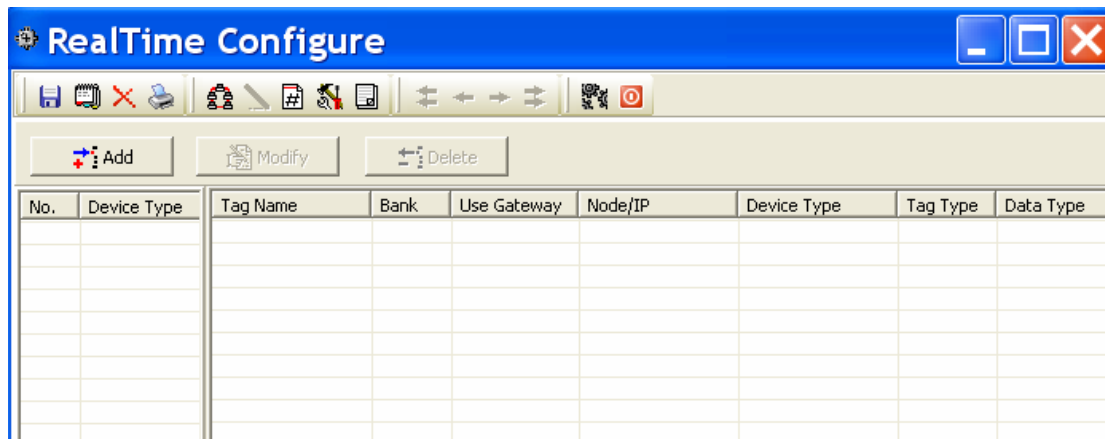 RealTime Configure
Add Modify Delete
No. Device Type Tag Name Bank Use Gateway Node/IP Device Type Tag Type Data Type